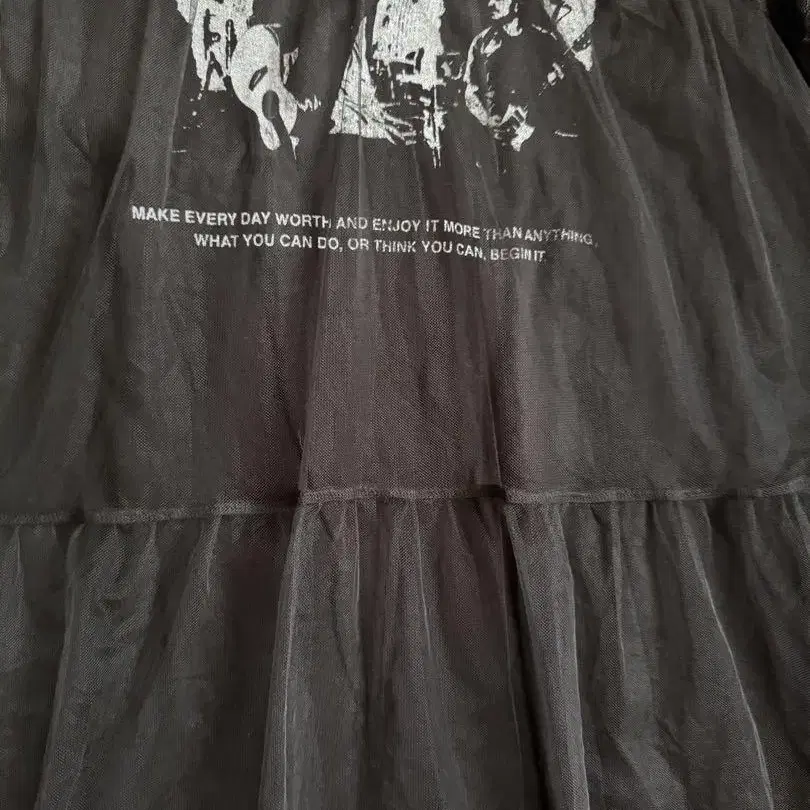 MAKE EVERY DAY WORTH AND ENJOY IT MORE THAN ANYTHING,
WHAT YOU CAN DO, OR THINK YOU CAN, BEGIN IT.